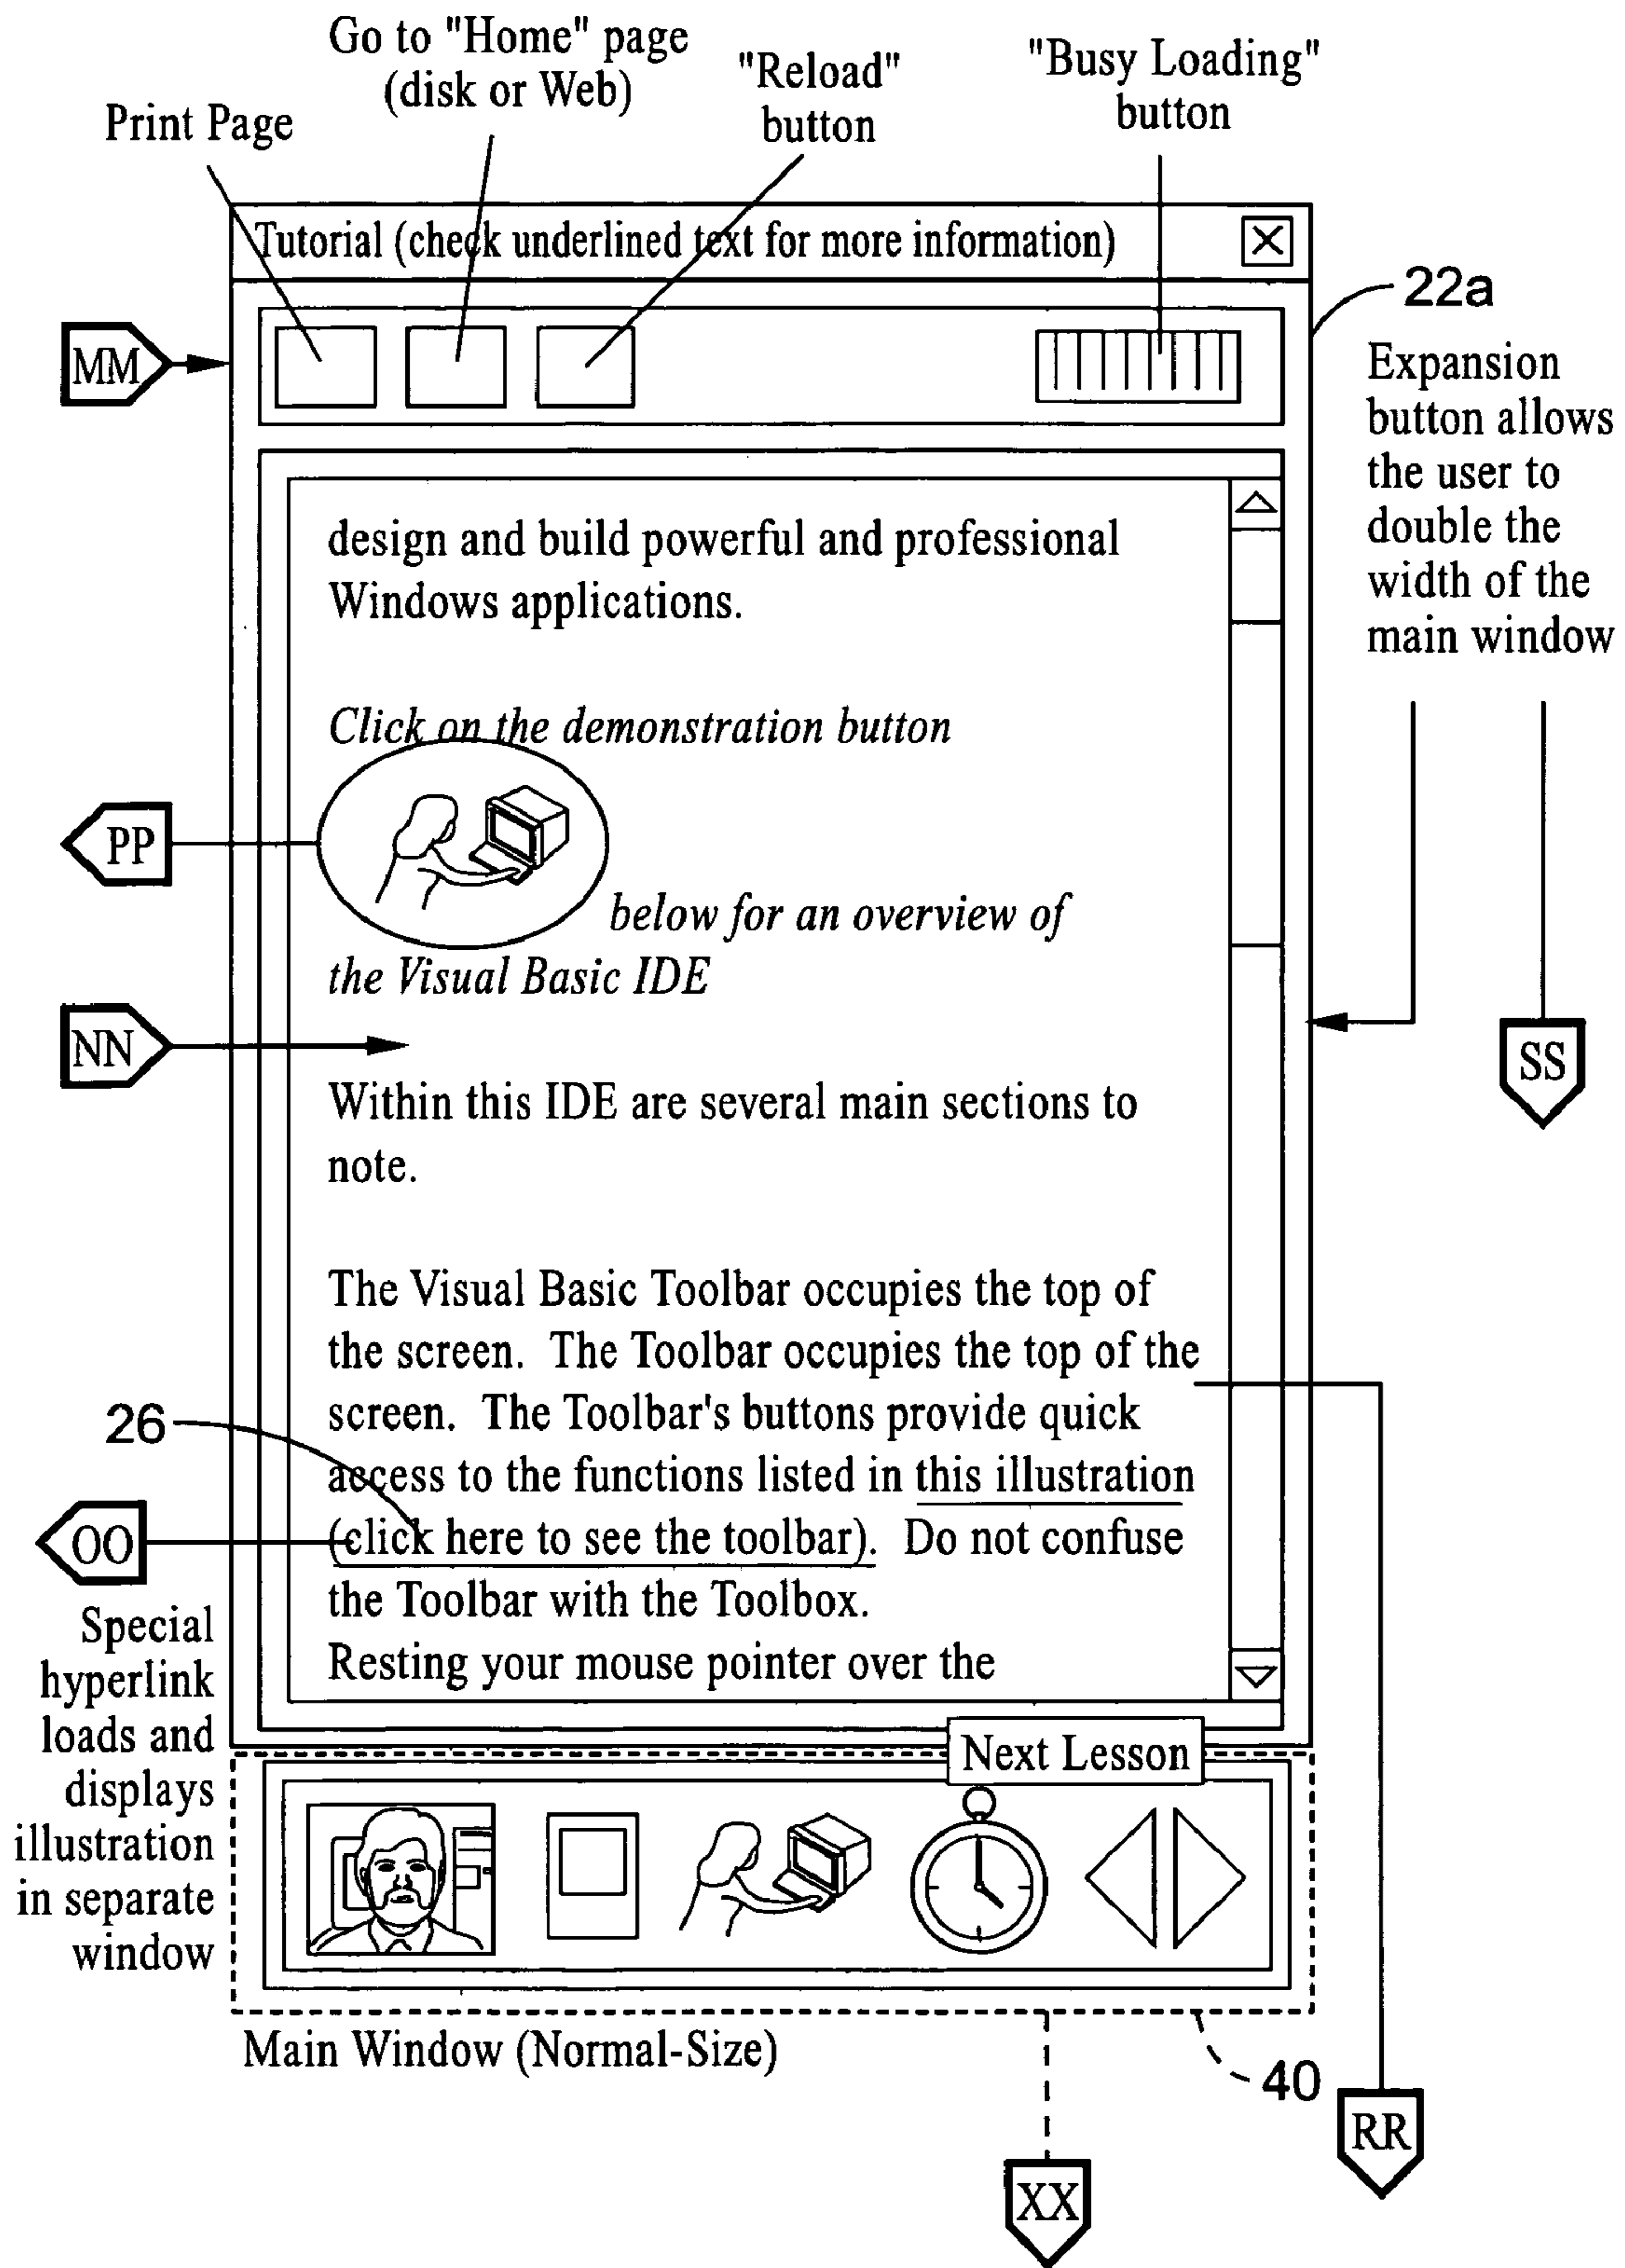 Go to "Home" page
(disk or Web)
"Reload"
button
"Busy Loading"
button
Print Page
Tutorial (check underlined text for more information)
22a
MM
Expansion
button allows
the user to
double the
width of the
main window
design and build powerful and professional
Windows applications.
Click on the demonstration button
PP
below for an overview of
the Visual Basic IDE
NN
SS
Within this IDE are several main sections to
note.
The Visual Basic Toolbar occupies the top of
the screen. The Toolbar occupies the top of the
screen. The Toolbar's buttons provide quick
26
access to the functions listed in this illustration
OO
(click here to see the toolbar). Do not confuse
the Toolbar with the Toolbox.
Resting your mouse pointer over the
Special
hyperlink
loads and
displays
illustration
in separate
window
Next Lesson
Main Window (Normal-Size)
40
RR
XX